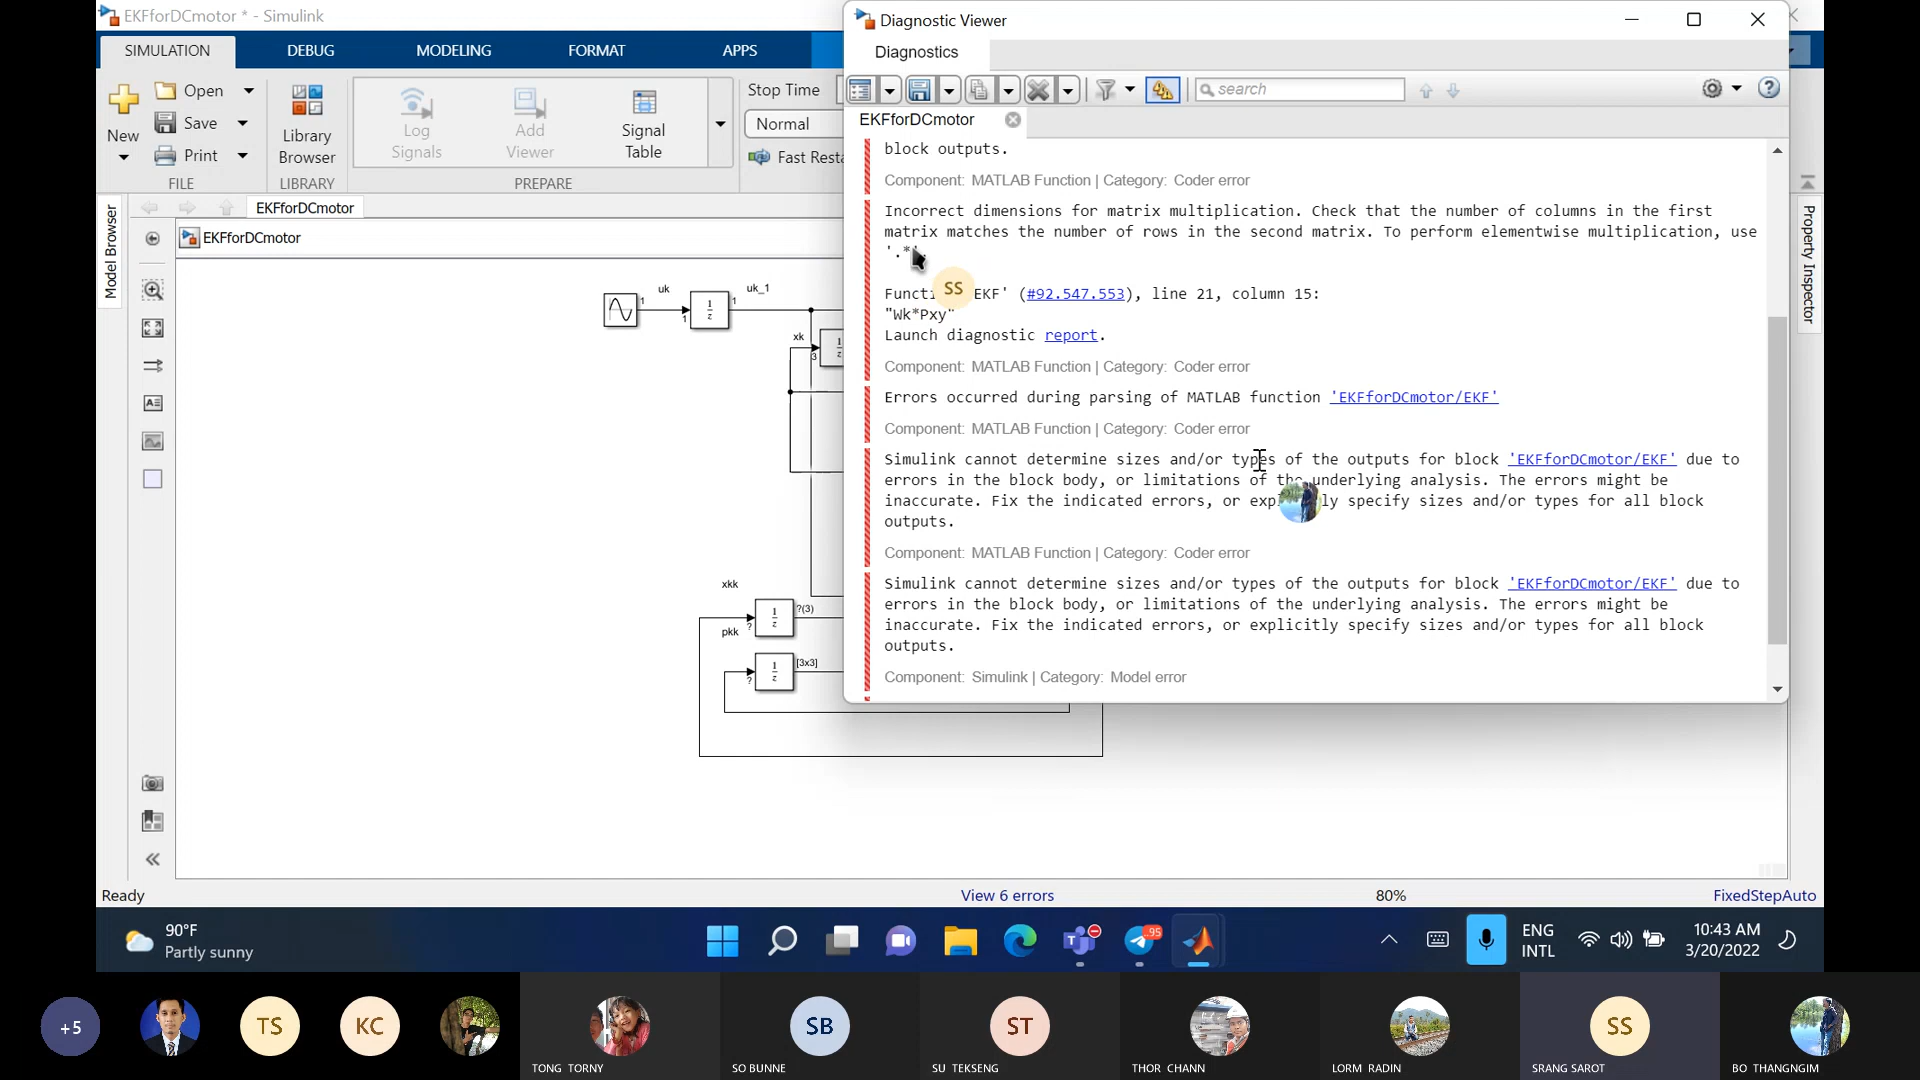 EKFforDCmotor * - Simulink
SIMULATION
DEBUG
MODELING
FORMAT
APPS
New
Open
Save
Print
FILE
Library
Browser
LIBRARY
Log
Signals
Add
Viewer
Signal
Table
PREPARE
Stop Time
Normal
Fast Resta
Model Browser
EKFforDCmotor
EKFforDCmotor
uk
1
1
z
1
uk_1
1
xk
3
1
z
xkk
?
1
z
?(3)
pkk
?
1
z
[3x3]
Diagnostic Viewer
Diagnostics
search
EKFforDCmotor
block outputs.
Component: MATLAB Function | Category: Coder error
Incorrect dimensions for matrix multiplication. Check that the number of columns in the first
matrix matches the number of rows in the second matrix. To perform elementwise multiplication, use
'.*'.
Functi EKF' (#92.547.553), line 21, column 15:
"Wk*Pxy"
Launch diagnostic report.
Component: MATLAB Function | Category: Coder error
Errors occurred during parsing of MATLAB function 'EKFforDCmotor/EKF'
Component: MATLAB Function | Category: Coder error
Simulink cannot determine sizes and/or types of the outputs for block 'EKFforDCmotor/EKF' due to
errors in the block body, or limitations of the underlying analysis. The errors might be
inaccurate. Fix the indicated errors, or exp ly specify sizes and/or types for all block
outputs.
Component: MATLAB Function | Category: Coder error
Simulink cannot determine sizes and/or types of the outputs for block 'EKFforDCmotor/EKF' due to
errors in the block body, or limitations of the underlying analysis. The errors might be
inaccurate. Fix the indicated errors, or explicitly specify sizes and/or types for all block
outputs.
Component: Simulink | Category: Model error
SS
Property Inspector
Ready
View 6 errors
80%
FixedStepAuto
90°F
Partly sunny
95
ENG
INTL
10:43 AM
3/20/2022
+5
TS
KC
TONG TORNY
SB
SO BUNNE
ST
SU TEKSENG
THOR CHANN
LORM RADIN
SS
SRANG SAROT
BO THANGNGIM